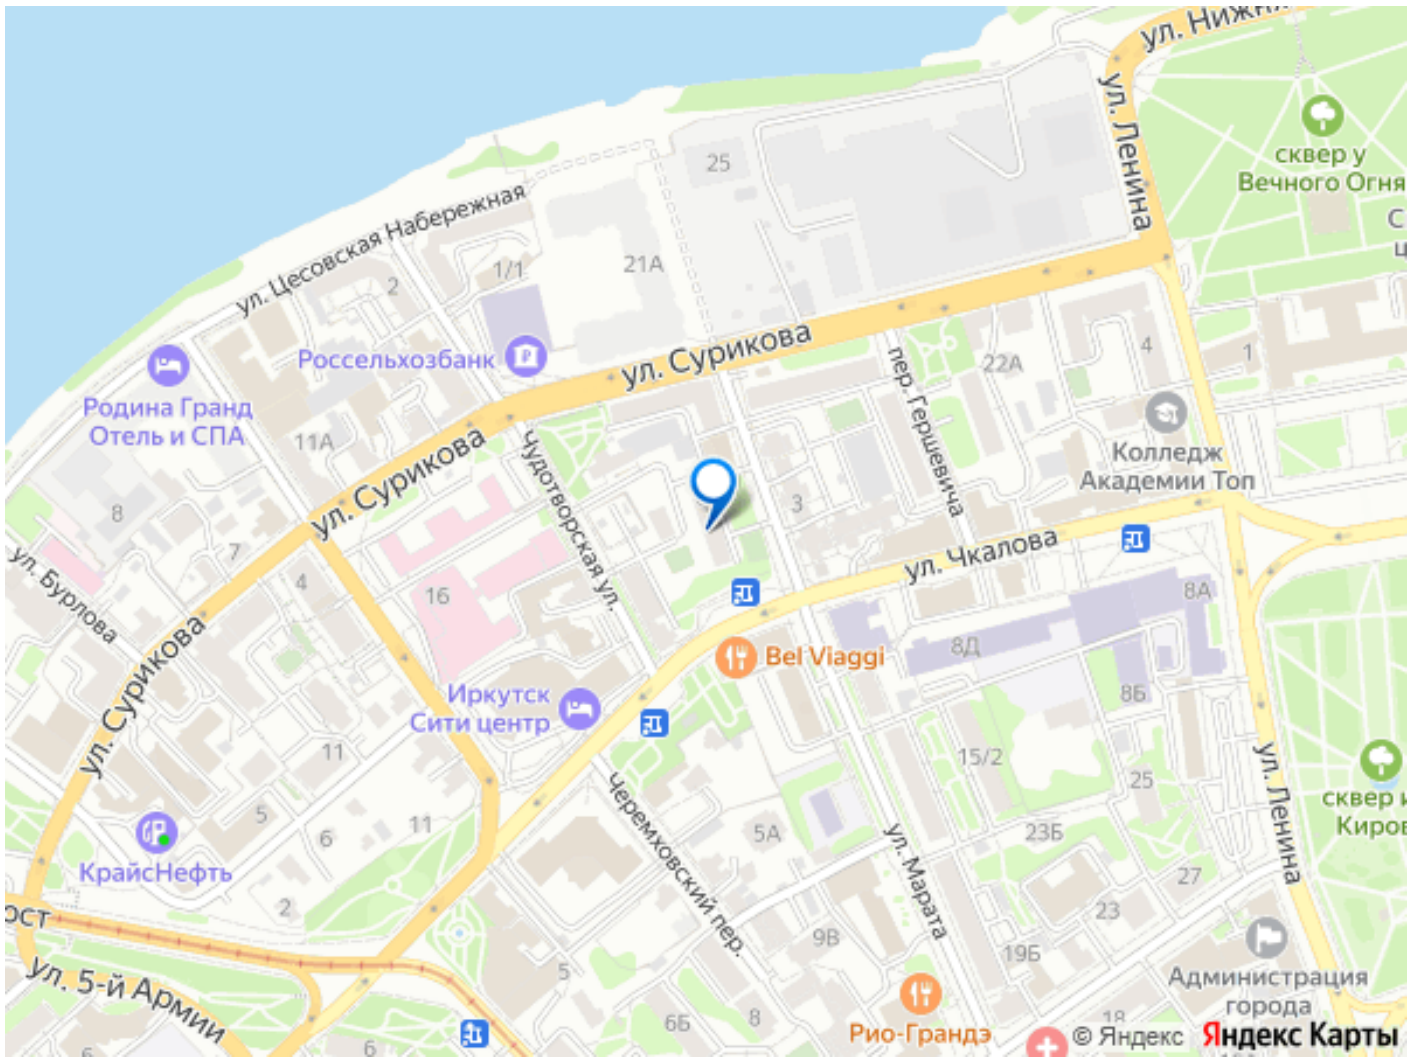 ул. Нижня
ул. Ленина
сквер у
Вечного Огня
С
ц
25
ул. Цесовская Набережная
1/1
21А
2
Россельхозбанк
ул. Сурикова
пер. Гершевича
22А
4
1
Родина Гранд
Отель и СПА
11А
ул. Сурикова
Чудотворская ул.
Колледж
Академии Топ
3
8
7
4
ул. Бурлова
16
ул. Чкалова
8А
8Д
8Б
Bel Viaggi
ул. Сурикова
Иркутск
Сити центр
11
15/2
25
ул. Ленина
сквер и
Киров
5
6
11
КрайсНефть
Черемховский пер.
5А
ул. Марата
23Б
27
23
2
ост
9В
19Б
5
ул. 5-й Армии
Администрация
города
Рио-Грандэ
6Б
8
18
6
6
© Яндекс Яндекс Карты